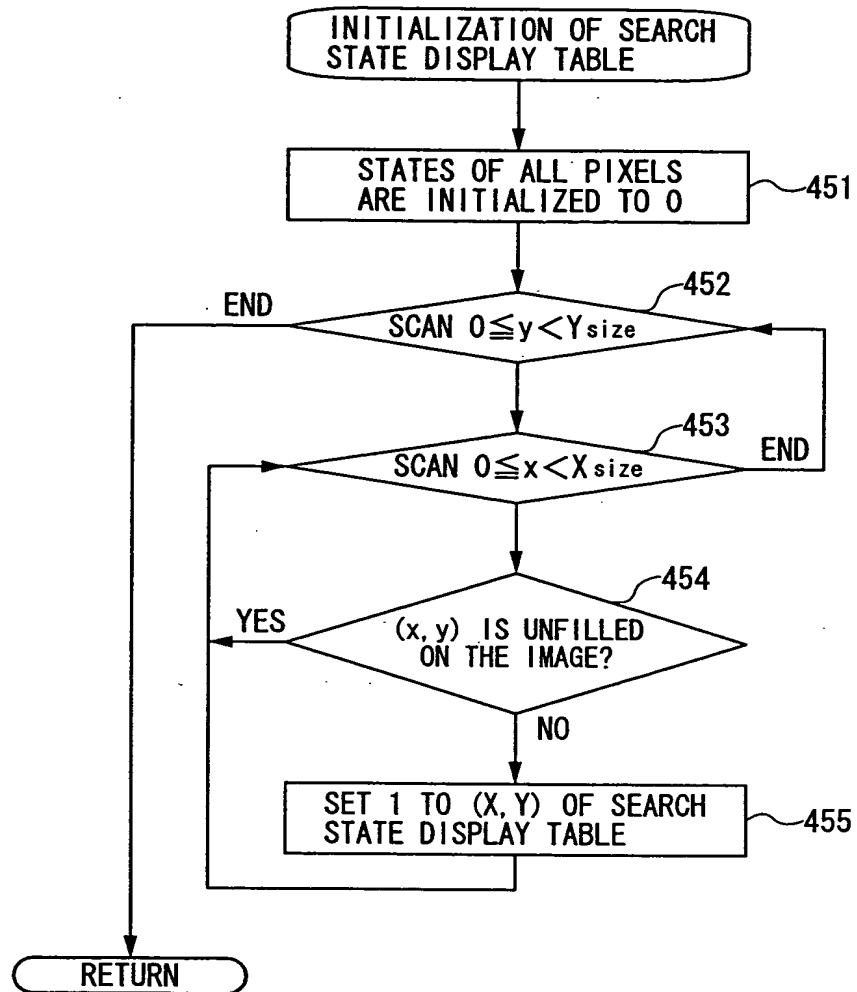 INITIALIZATION OF SEARCH
STATE DISPLAY TABLE
STATES OF ALL PIXELS
ARE INITIALIZED TO 0
451
452
END
SCAN 0≦y<Ysize
453
SCAN 0≦x<Xsize
END
454
YES
(x,y) IS UNFILLED
ON THE IMAGE?
NO
SET 1 TO (X,Y) OF SEARCH
STATE DISPLAY TABLE
455
RETURN